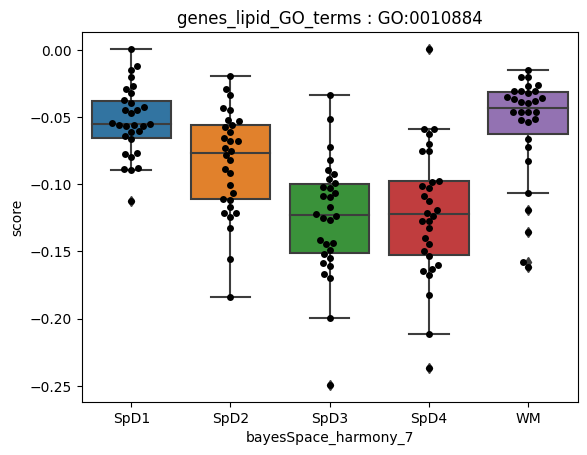 genes_lipid_GO_terms : GO:0010884
0.00
−0.05
−0.10
−0.15
−0.20
−0.25
score
SpD1 SpD2 SpD3 SpD4 WM
bayesSpace_harmony_7